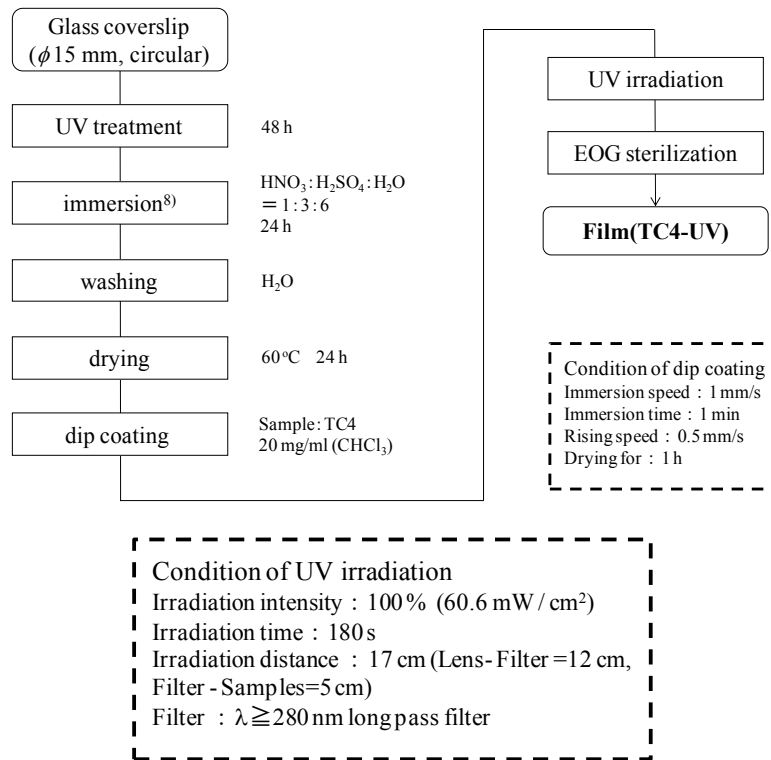 Glass coverslip
(ϕ15 mm, circular)
UV treatment
48 h
immersion⁸⁾
HNO₃:H₂SO₄:H₂O
＝1:3:6
24 h
washing
H₂O
drying
60°C 24 h
dip coating
Sample:TC4
20 mg/ml (CHCl₃)
UV irradiation
EOG sterilization
Film(TC4-UV)
Condition of dip coating
Immersion speed：1 mm/s
Immersion time：1 min
Rising speed：0.5 mm/s
Drying for：1 h
Condition of UV irradiation
Irradiation intensity：100% (60.6 mW / cm²)
Irradiation time：180 s
Irradiation distance：17 cm (Lens- Filter =12 cm,
Filter - Samples=5 cm)
Filter ：λ≧280 nm long pass filter